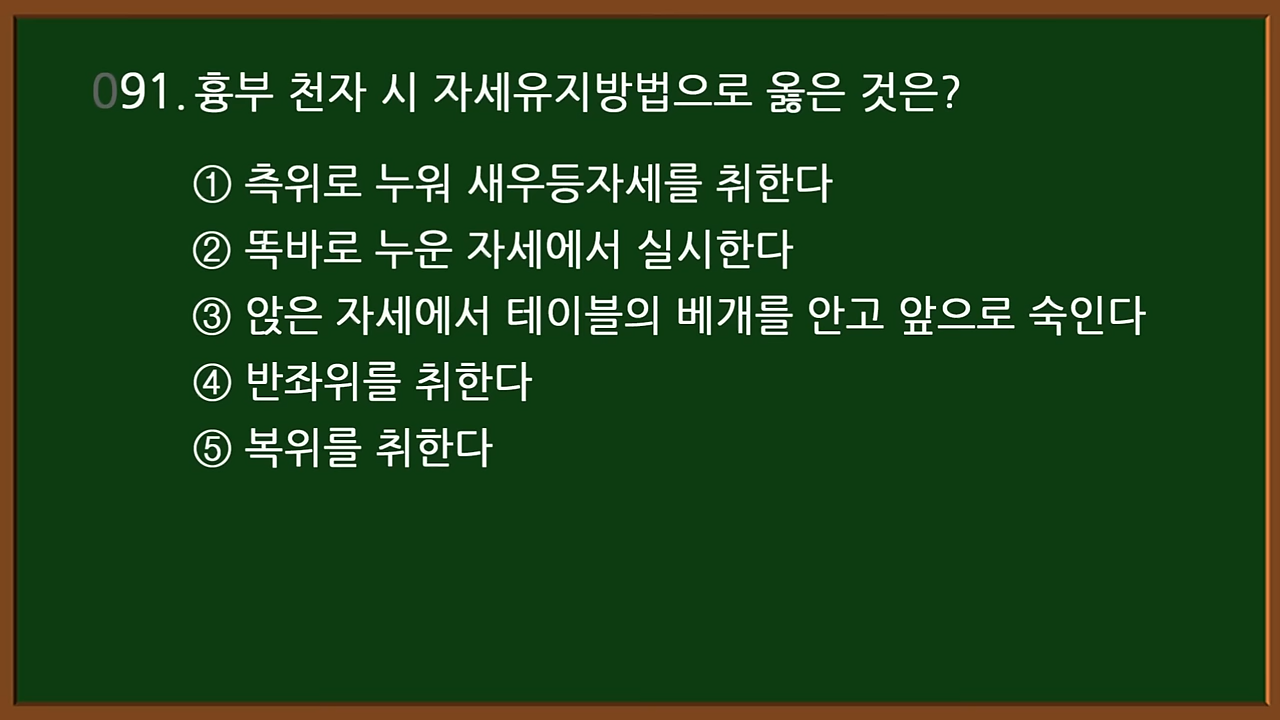 091. 흉부 천자 시 자세유지방법으로 옳은 것은?
① 측위로 누워 새우등자세를 취한다
② 똑바로 누운 자세에서 실시한다
③ 앉은 자세에서 테이블의 베개를 안고 앞으로 숙인다
④ 반좌위를 취한다
⑤ 복위를 취한다